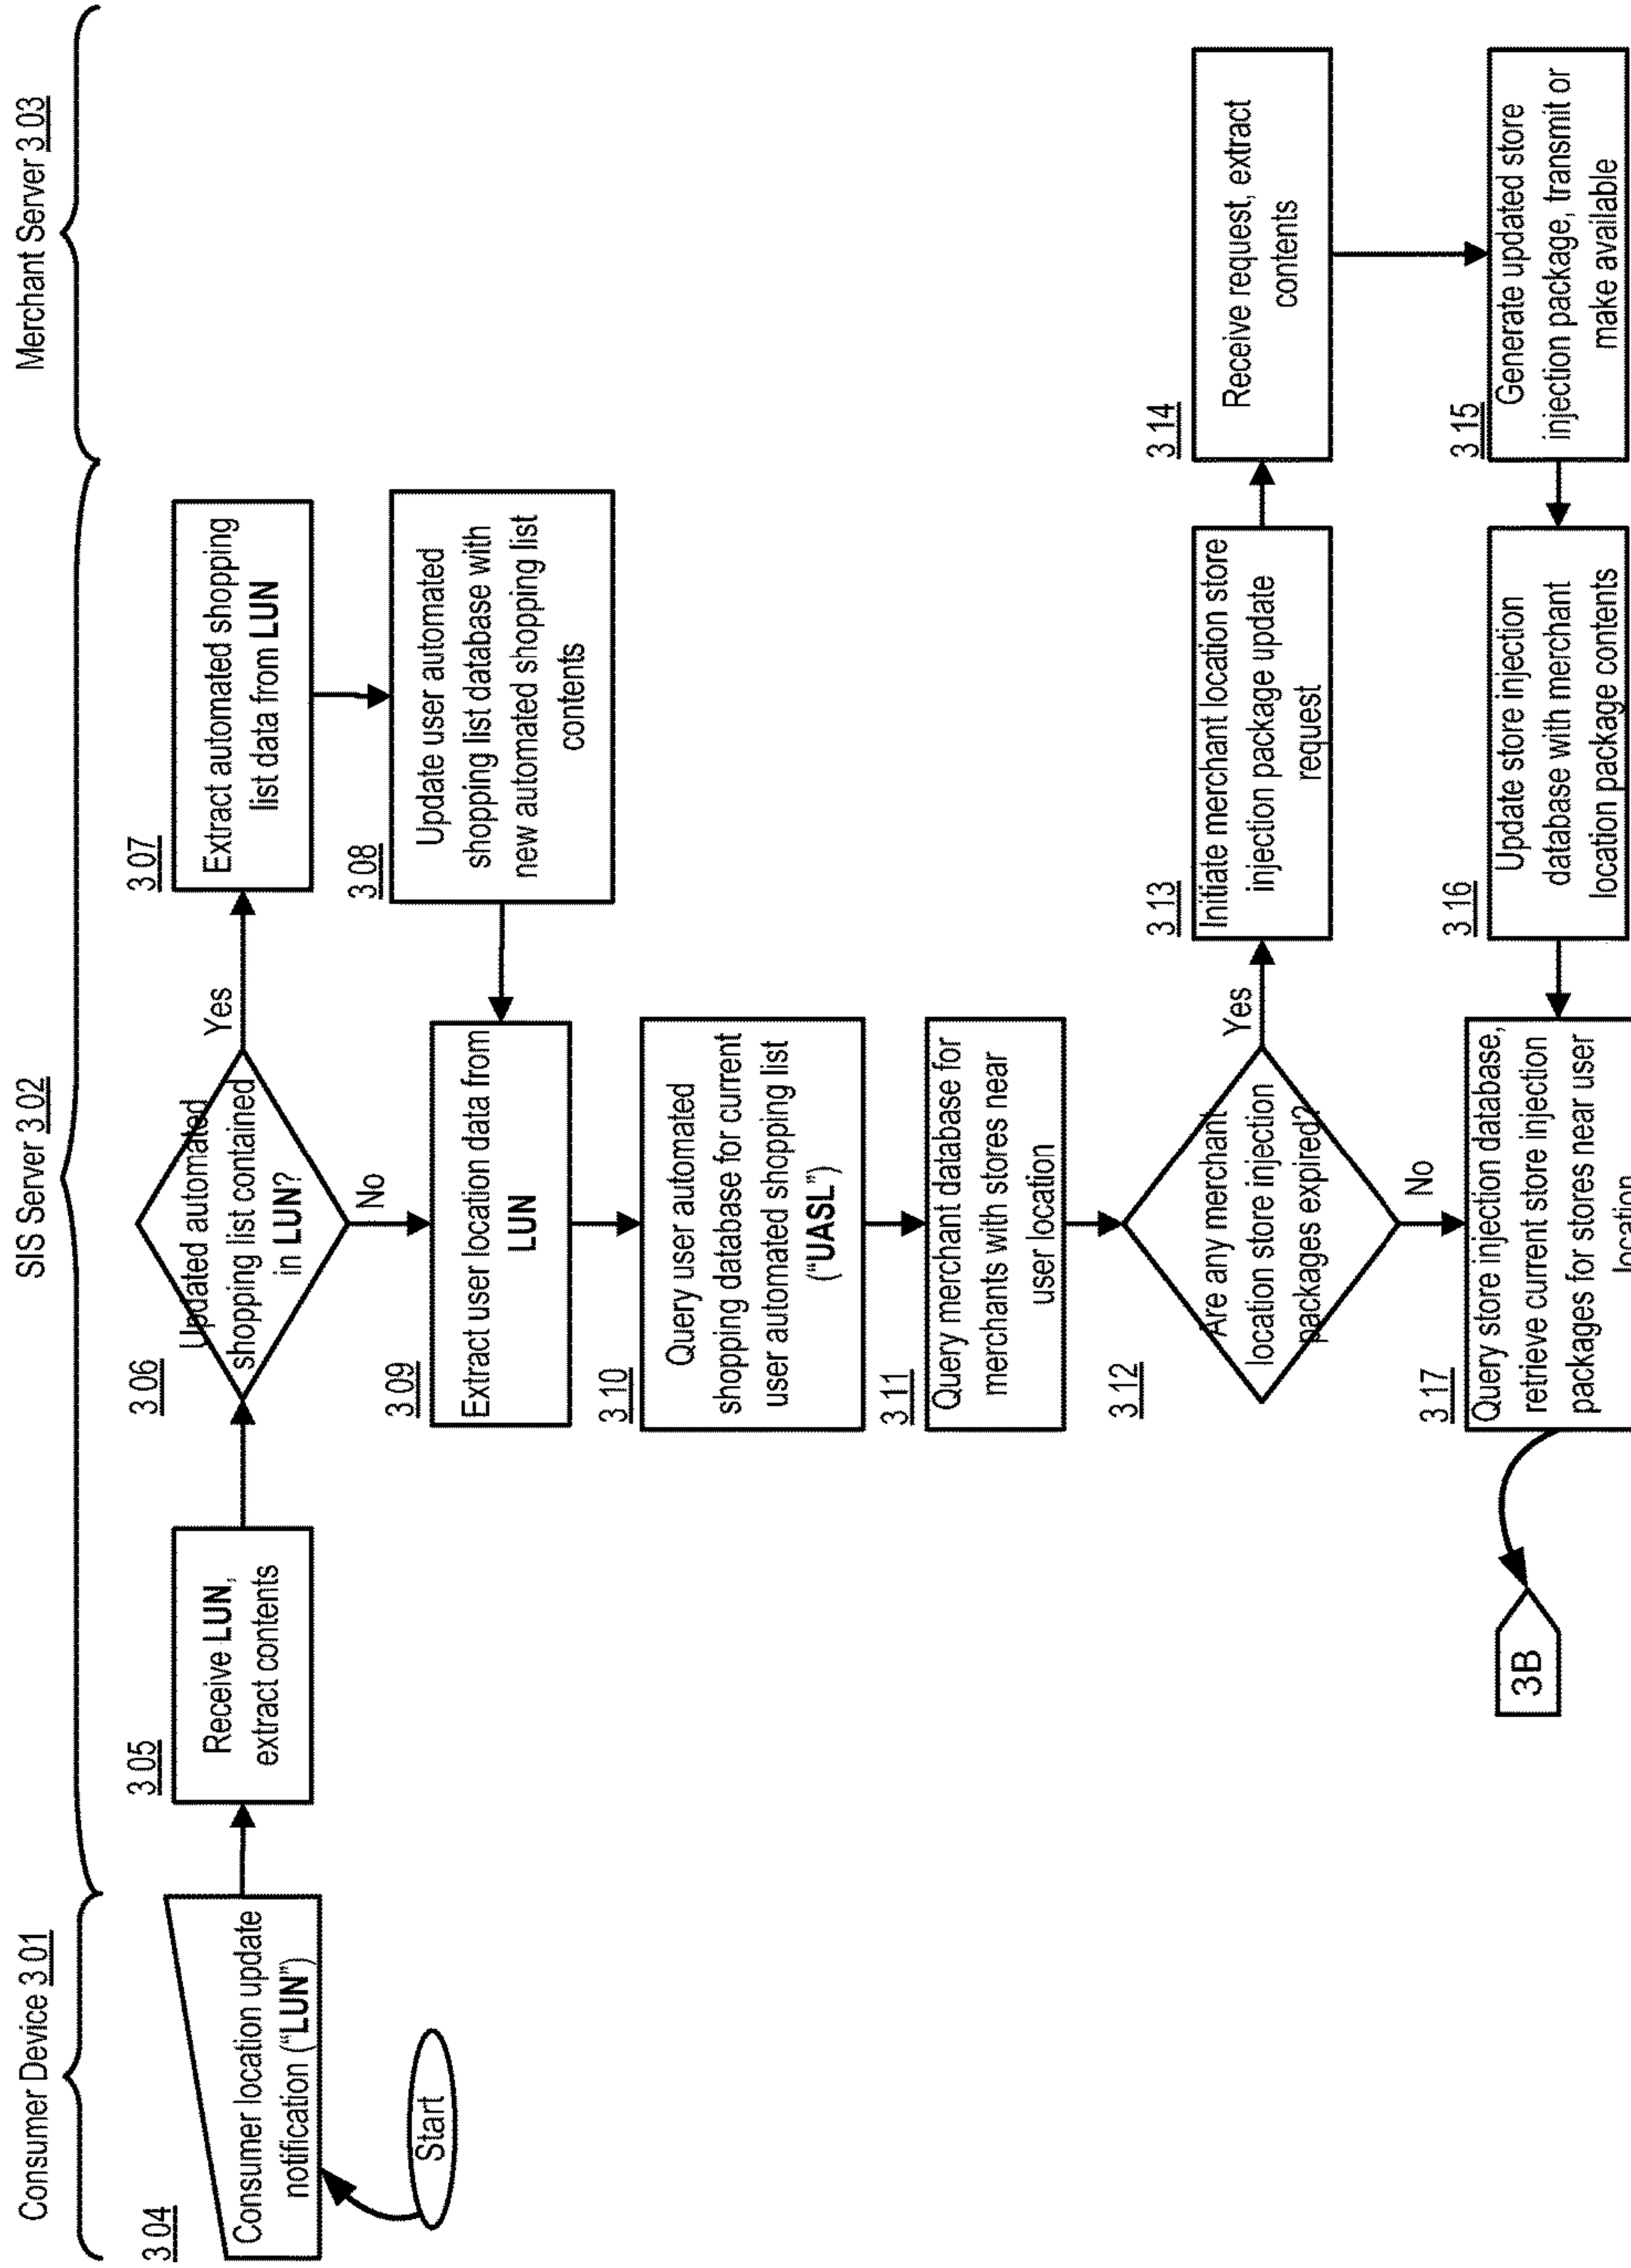 Consumer Device 3 01
SIS Server 3 02
Merchant Server 3 03
3 04
Consumer location update
notification ("LUN")
Start
3 05
Receive LUN,
extract contents
3 06
Updated automated
shopping list contained
in LUN?
Yes
No
3 07
Extract automated shopping
list data from LUN
3 08
Update user automated
shopping list database with
new automated shopping list
contents
3 09
Extract user location data from
LUN
3 10
Query user automated
shopping database for current
user automated shopping list
(“UASL”)
3 11
Query merchant database for
merchants with stores near
user location
3 12
Are any merchant
location store injection
packages expired?
Yes
No
3 13
Initiate merchant location store
injection package update
request
3 14
Receive request, extract
contents
3 15
Generate updated store
injection package, transmit or
make available
3 16
Update store injection
database with merchant
location package contents
3 17
Query store injection database,
retrieve current store injection
packages for stores near user
location
3B